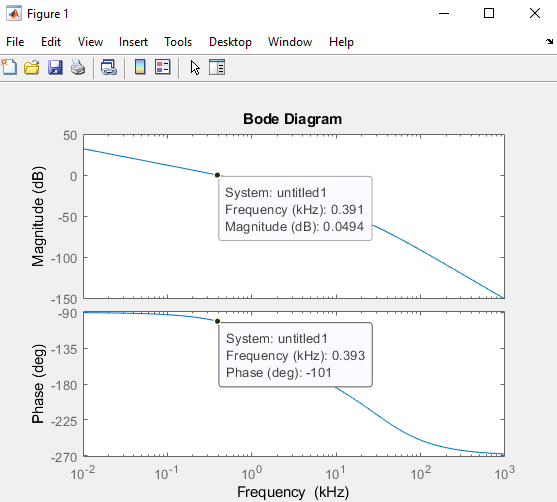 Figure 1
File Edit View Insert Tools Desktop Window Help
Bode Diagram
Magnitude (dB)
50
0
-50
-100
-150
System: untitled1
Frequency (kHz): 0.391
Magnitude (dB): 0.0494
Phase (deg)
-90
-135
-180
-225
-270
System: untitled1
Frequency (kHz): 0.393
Phase (deg): -101
10^-2 10^-1 10^0 10^1 10^2 10^3
Frequency (kHz)